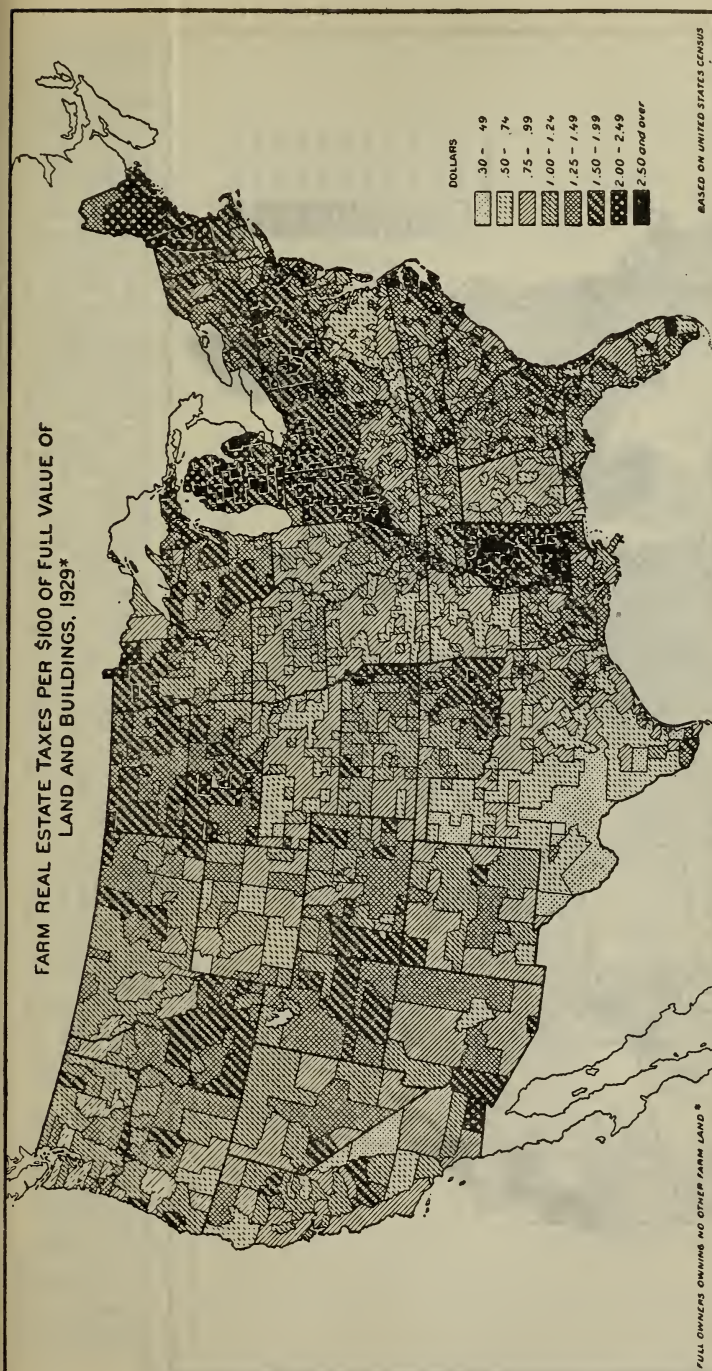 FARM REAL ESTATE TAXES PER $100 OF FULL VALUE OF
LAND AND BUILDINGS, 1929*
DOLLARS
.30 - .49
.50 - .74
.75 - .99
1.00 - 1.24
1.25 - 1.49
1.50 - 1.99
2.00 - 2.49
2.50 and over
FULL OWNERS OWNING NO OTHER FARM LAND *
BASED ON UNITED STATES CENSUS